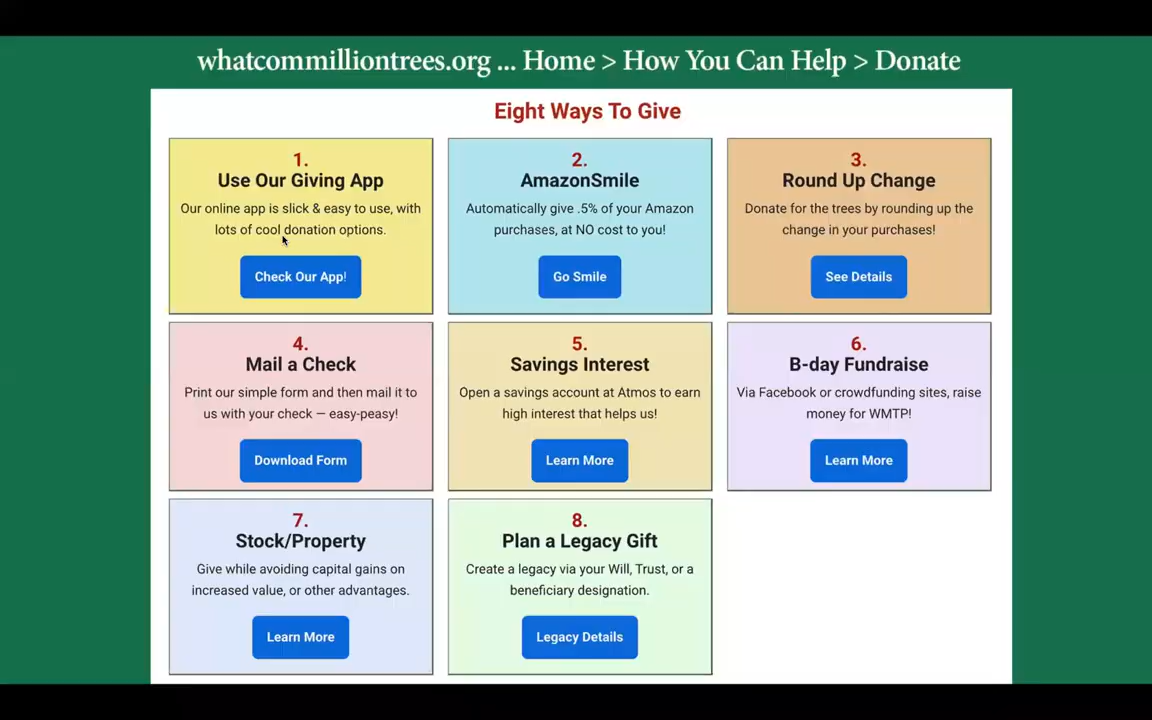 whatcommilliontrees.org ... Home > How You Can Help > Donate
Eight Ways To Give
1.
Use Our Giving App
Our online app is slick & easy to use, with
lots of cool donation options.
Check Our App!
2.
AmazonSmile
Automatically give .5% of your Amazon
purchases, at NO cost to you!
Go Smile
3.
Round Up Change
Donate for the trees by rounding up the
change in your purchases!
See Details
4.
Mail a Check
Print our simple form and then mail it to
us with your check — easy-peasy!
Download Form
5.
Savings Interest
Open a savings account at Atmos to earn
high interest that helps us!
Learn More
6.
B-day Fundraise
Via Facebook or crowdfunding sites, raise
money for WMTP!
Learn More
7.
Stock/Property
Give while avoiding capital gains on
increased value, or other advantages.
Learn More
8.
Plan a Legacy Gift
Create a legacy via your Will, Trust, or a
beneficiary designation.
Legacy Details